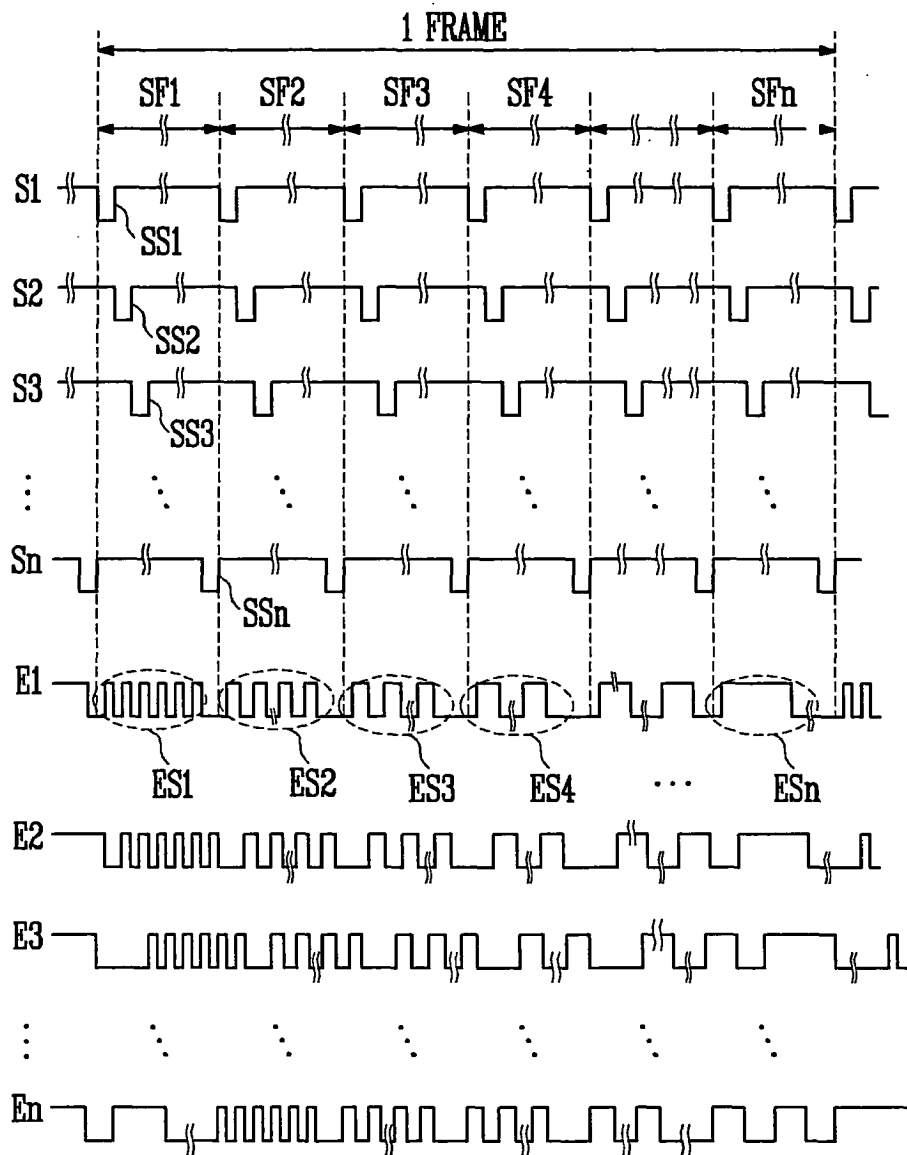 1 FRAME
SF1 SF2 SF3 SF4 SFn
S1
SS1
S2
SS2
S3
SS3
Sn
SSn
E1
ES1 ES2 ES3 ES4 ESn
E2
E3
En